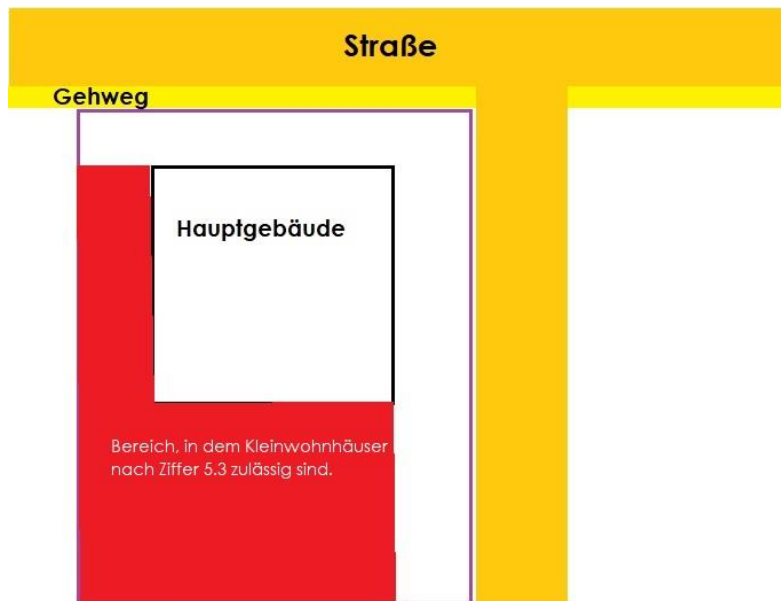 Straße
Gehweg
Hauptgebäude
Bereich, in dem Kleinwohnhäuser
nach Ziffer 5.3 zulässig sind.